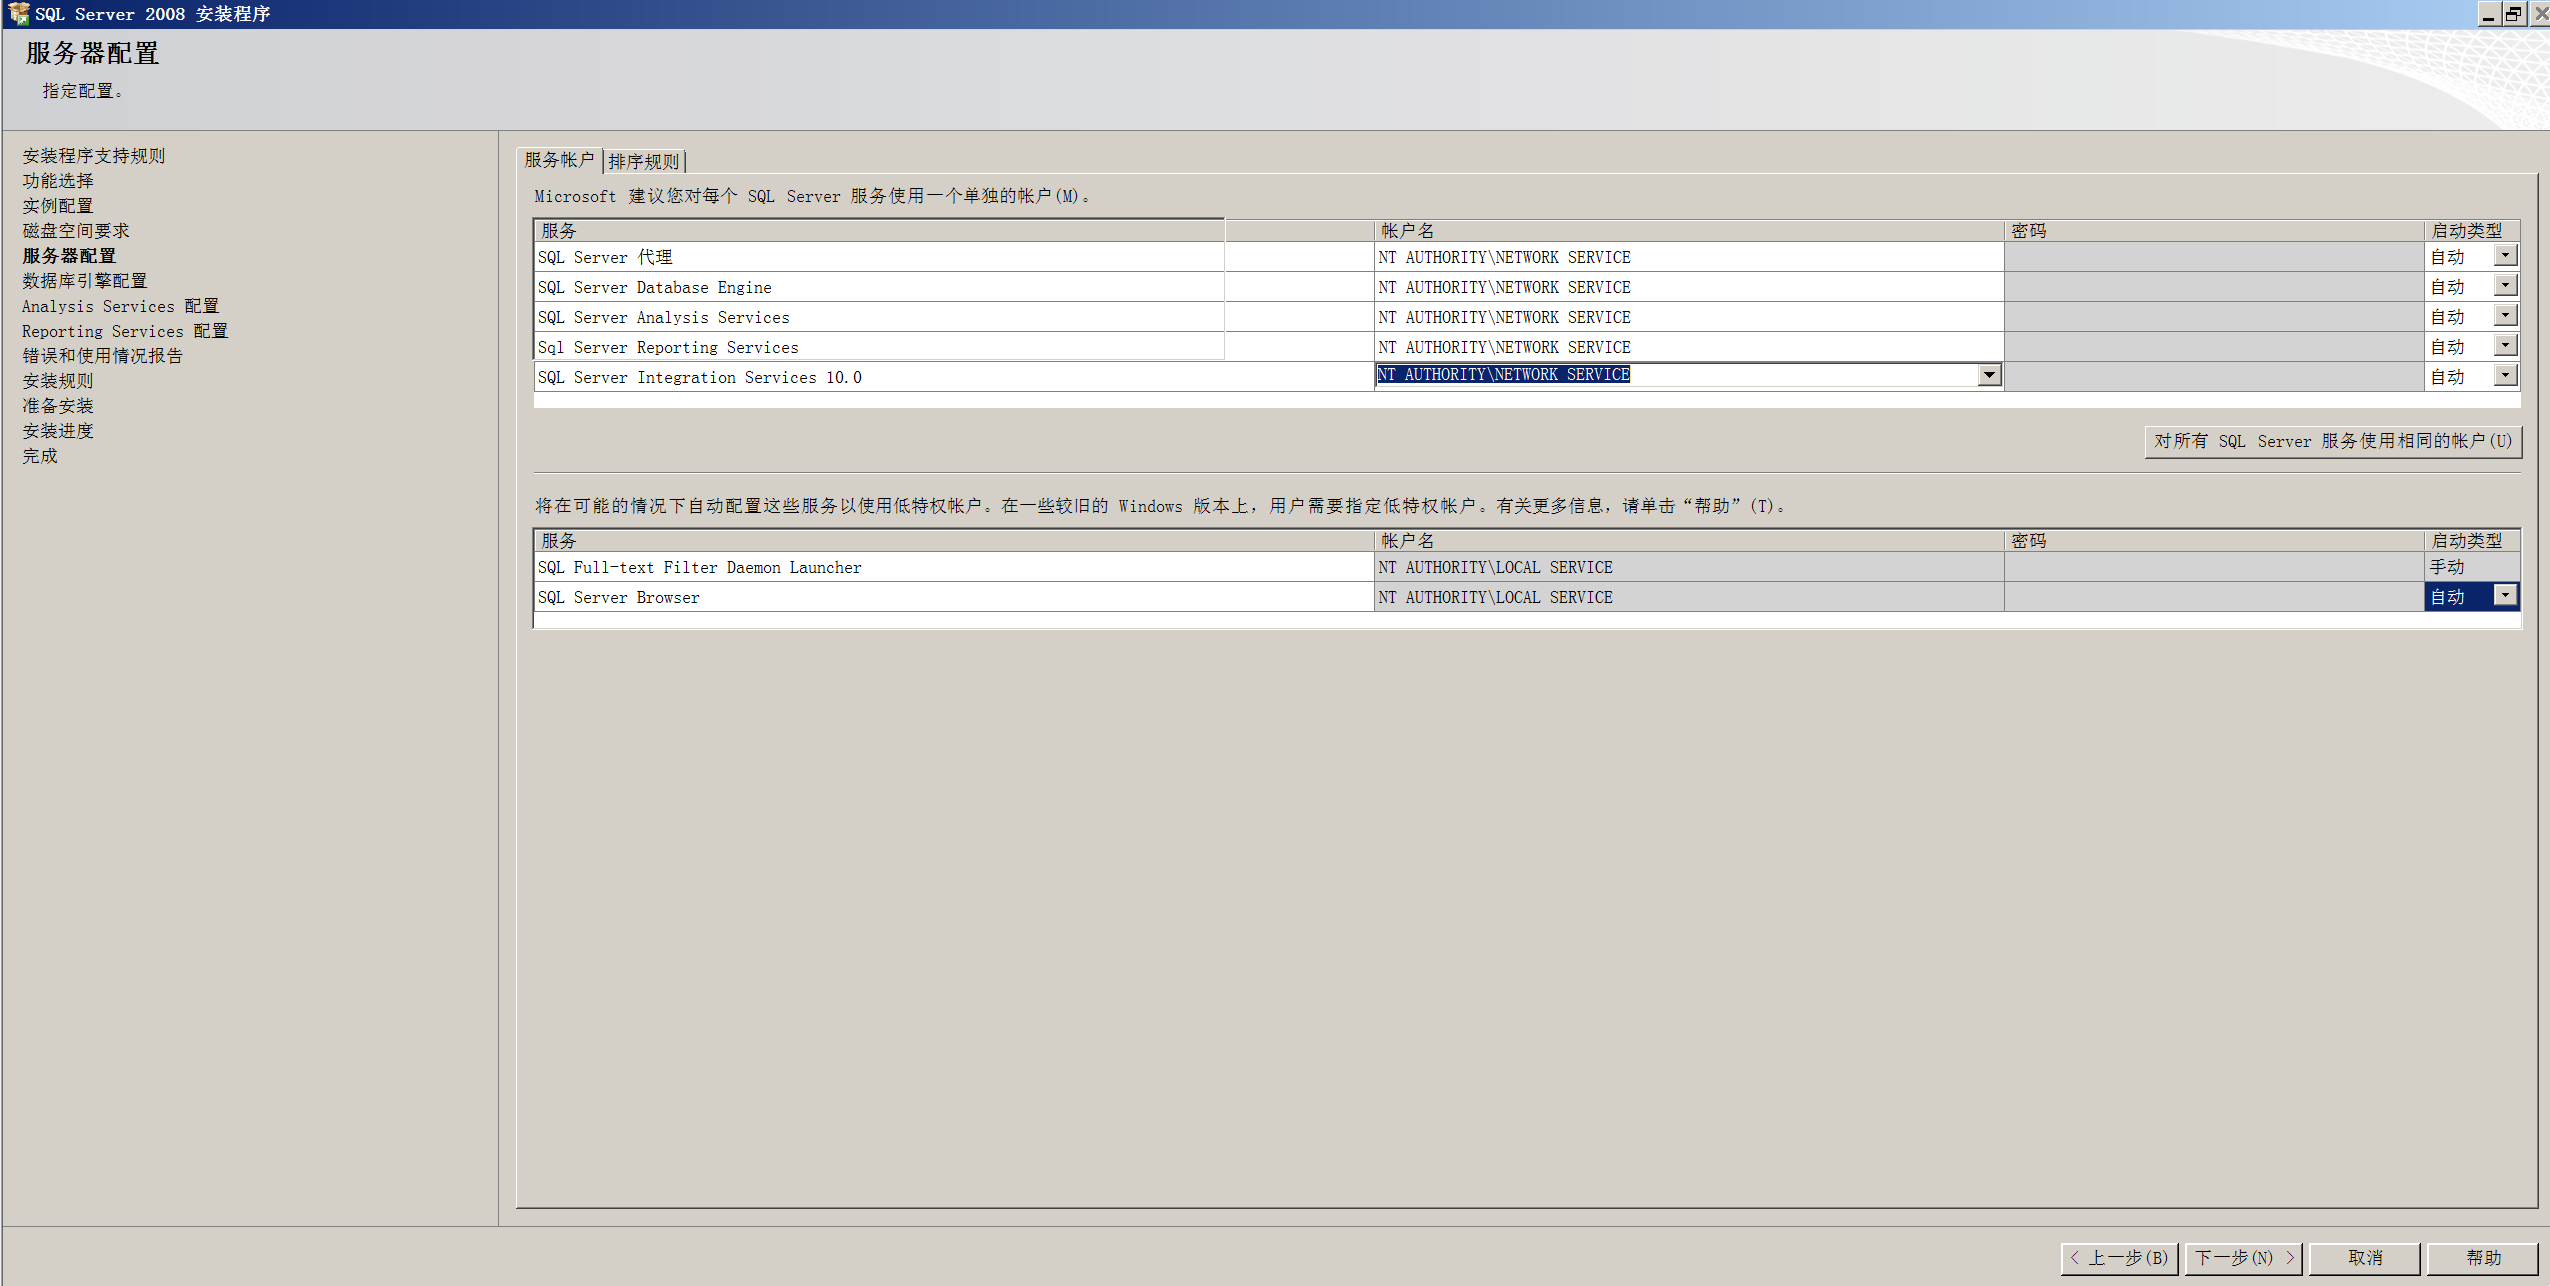 SQL Server 2008 安装程序
服务器配置
指定配置。
安装程序支持规则
功能选择
实例配置
磁盘空间要求
服务器配置
数据库引擎配置
Analysis Services 配置
Reporting Services 配置
错误和使用情况报告
安装规则
准备安装
安装进度
完成
服务帐户 排序规则
Microsoft 建议您对每个 SQL Server 服务使用一个单独的帐户(M)。
服务 帐户名 密码 启动类型
SQL Server 代理 NT AUTHORITY\NETWORK SERVICE 自动
SQL Server Database Engine NT AUTHORITY\NETWORK SERVICE 自动
SQL Server Analysis Services NT AUTHORITY\NETWORK SERVICE 自动
Sql Server Reporting Services NT AUTHORITY\NETWORK SERVICE 自动
SQL Server Integration Services 10.0 NT AUTHORITY\NETWORK SERVICE 自动
对所有 SQL Server 服务使用相同的帐户(U)
将在可能的情况下自动配置这些服务以使用低特权帐户。在一些较旧的 Windows 版本上，用户需要指定低特权帐户。有关更多信息，请单击“帮助”(T)。
服务 帐户名 密码 启动类型
SQL Full-text Filter Daemon Launcher NT AUTHORITY\LOCAL SERVICE 手动
SQL Server Browser NT AUTHORITY\LOCAL SERVICE 自动
< 上一步(B) 下一步(N) > 取消 帮助